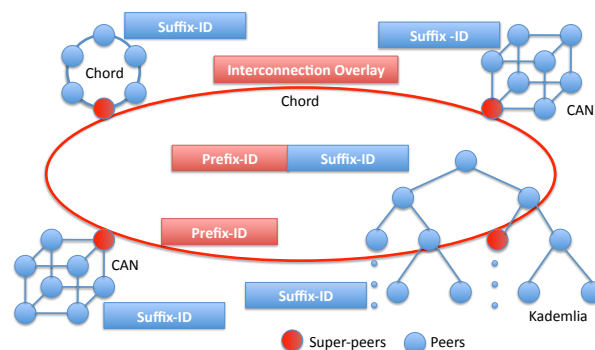 Suffix-ID
Suffix -ID
Chord
Interconnection Overlay
Chord
CAN
Prefix-ID
Suffix-ID
Prefix-ID
CAN
Suffix-ID
Suffix-ID
Kademlia
Super-peers
Peers